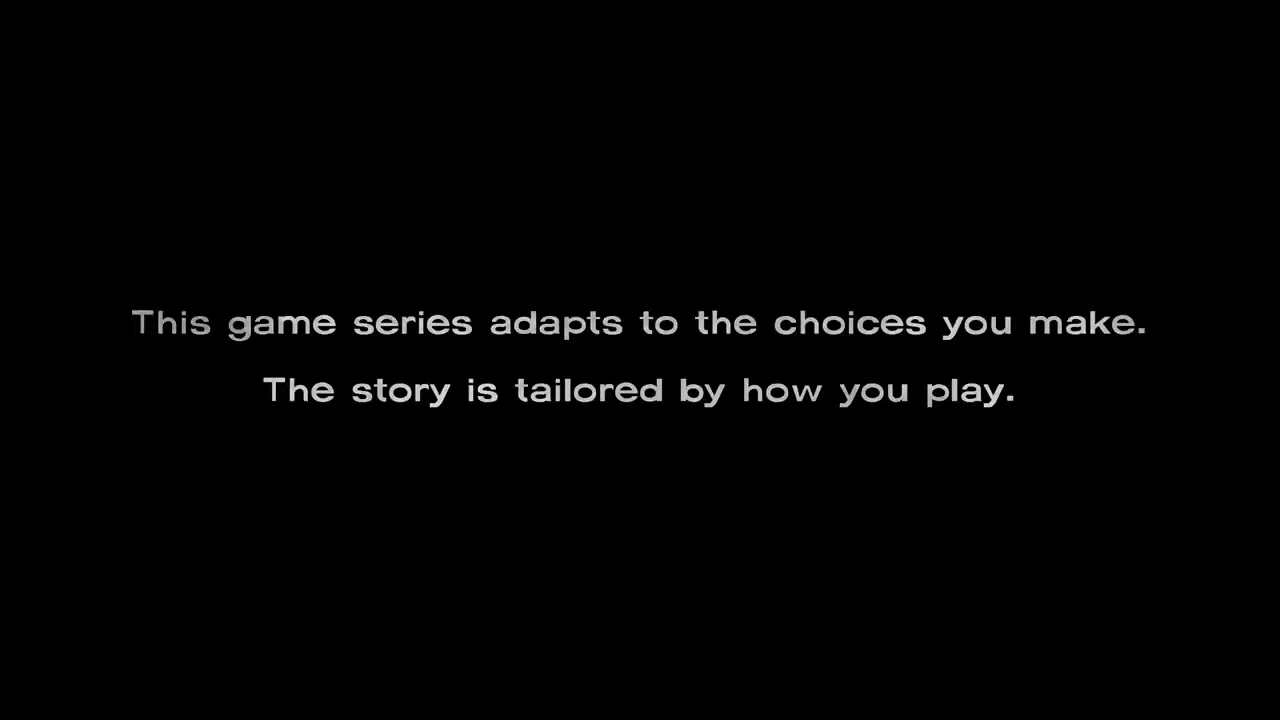 This game series adapts to the choices you make.
The story is tailored by how you play.